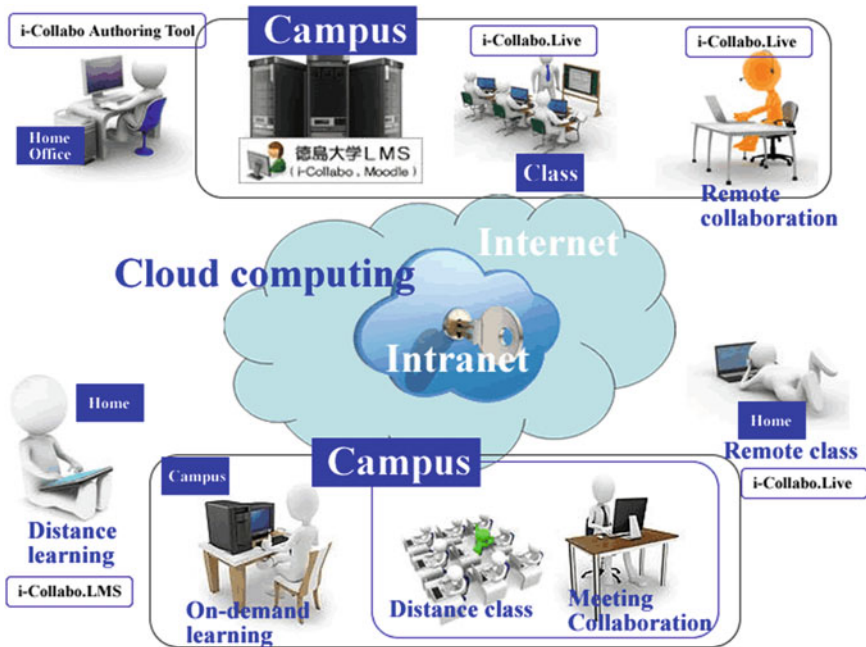 i-Collabo Authoring Tool
Campus
i-Collabo.Live
i-Collabo.Live
Home
Office
徳島大学LMS
(i-Collabo . Moodle)
Class
Remote
collaboration
Internet
Cloud computing
Intranet
Home
Home
Remote class
i-Collabo.Live
Campus
Campus
Distance
learning
i-Collabo.LMS
On-demand
learning
Distance class
Meeting
Collaboration